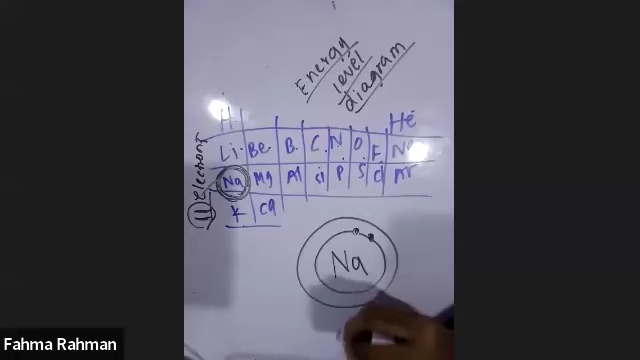 Energy
level
diagram
H He
Li Be B C N O F Ne
Na Mg Al Si P S Cl Ar
K Ca
11 Electrons
Na
Fahma Rahman